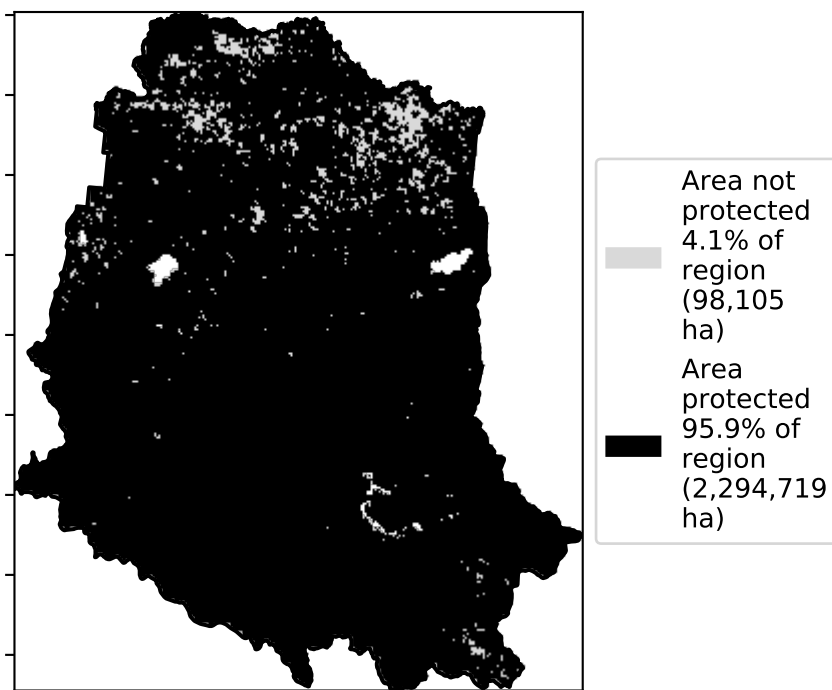 Area not
protected
4.1% of
region
(98,105
ha)
Area
protected
95.9% of
region
(2,294,719
ha)